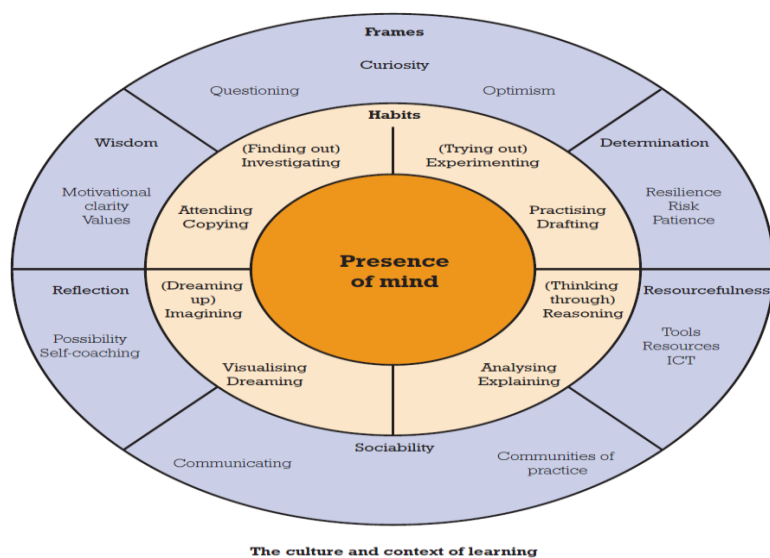 Frames
Curiosity
Questioning
Optimism
Habits
Wisdom
Motivational
clarity
Values
(Finding out)
Investigating
(Trying out)
Experimenting
Determination
Resilience
Risk
Patience
Attending
Copying
Practising
Drafting
Presence
of mind
Reflection
Possibility
Self-coaching
(Dreaming
up)
Imagining
(Thinking
through)
Reasoning
Resourcefulness
Tools
Resources
ICT
Visualising
Dreaming
Analysing
Explaining
Sociability
Communicating
Communities of
practice
The culture and context of learning